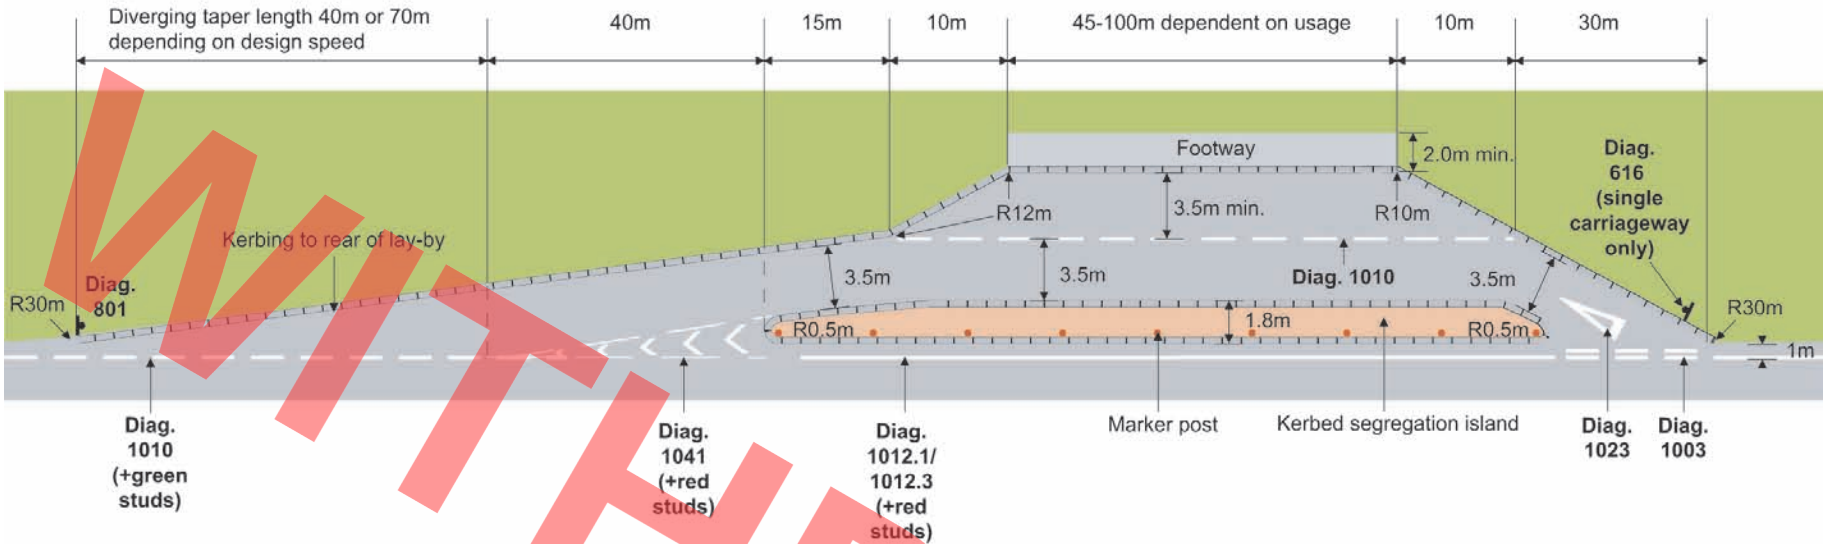 Diverging taper length 40m or 70m
depending on design speed
40m
15m
10m
45-100m dependent on usage
10m
30m
Footway
2.0m min.
Diag.
616
(single
carriageway
only)
R12m
3.5m min.
R10m
Kerbing to rear of lay-by
3.5m
3.5m
Diag. 1010
3.5m
Diag.
801
R30m
R0.5m
1.8m
R0.5m
R30m
1m
Diag.
1010
(+green
studs)
Diag.
1041
(+red
studs)
Diag.
1012.1/
1012.3
(+red
studs)
Marker post
Kerbed segregation island
Diag.
1023
Diag.
1003